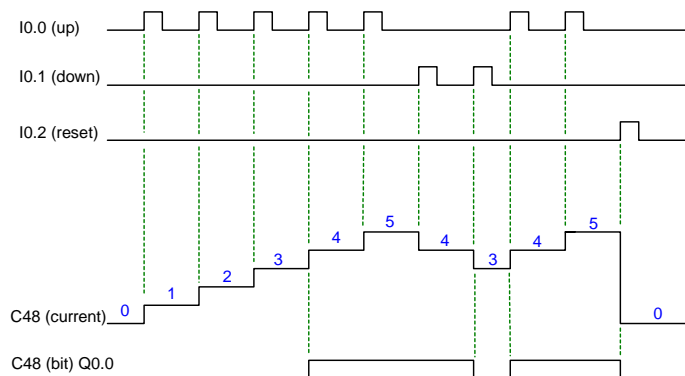 I0.0 (up)
I0.1 (down)
I0.2 (reset)
5
5
4
4
4
3
3
2
1
0
0
C48 (current)
C48 (bit) Q0.0